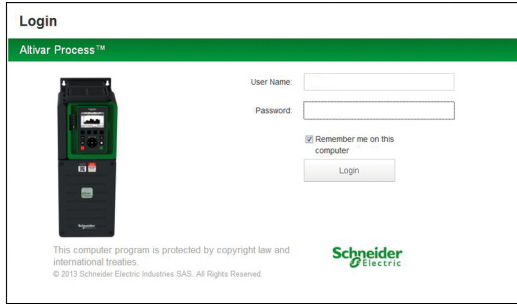 Login
Altivar Process™
User Name:
Password:
Remember me on this
computer
Login
This computer program is protected by copyright law and
international treaties.
© 2013 Schneider Electric Industries SAS. All Rights Reserved.
Schneider
Electric